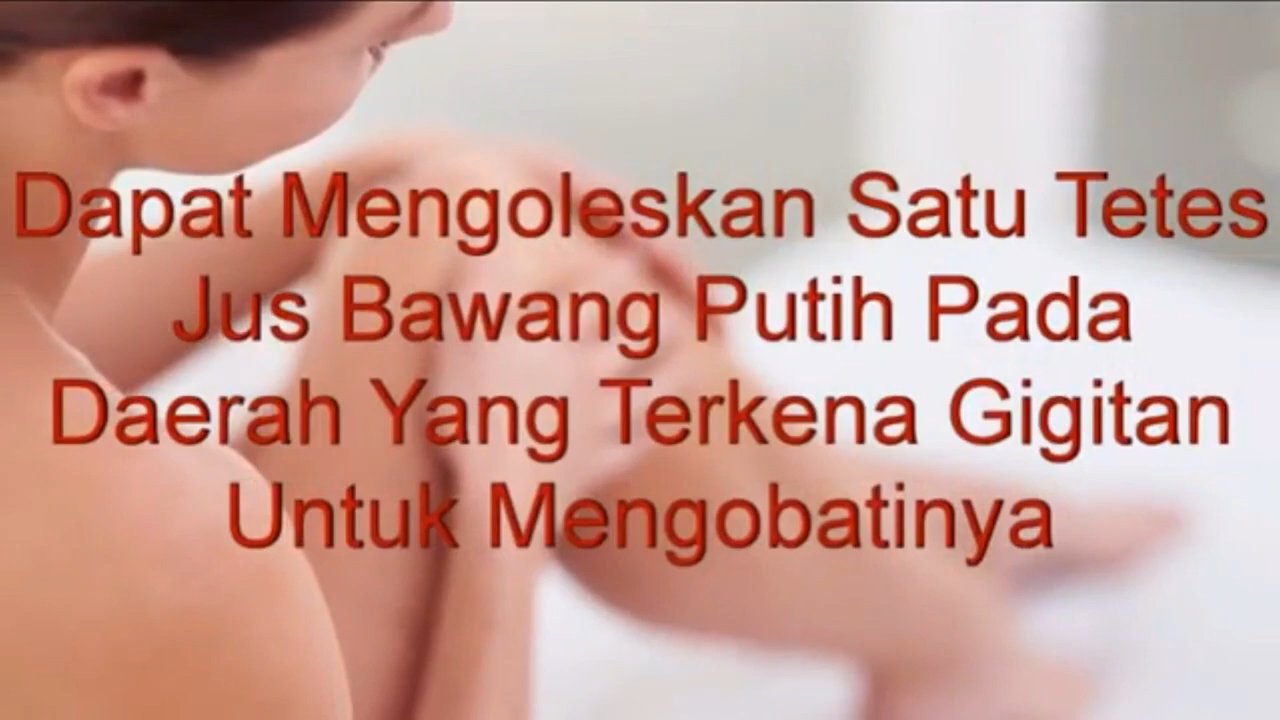 Dapat Mengoleskan Satu Tetes
Jus Bawang Putih Pada
Daerah Yang Terkena Gigitan
Untuk Mengobatinya